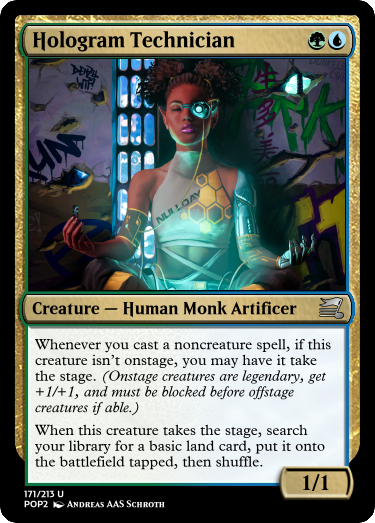 Hologram Technician
NULLDAY
Creature — Human Monk Artificer
Whenever you cast a noncreature spell, if this
creature isn't onstage, you may have it take
the stage. (Onstage creatures are legendary, get
+1/+1, and must be blocked before offstage
creatures if able.)
When this creature takes the stage, search
your library for a basic land card, put it onto
the battlefield tapped, then shuffle.
1/1
171/213 U
POP2 Andreas AAS Schroth